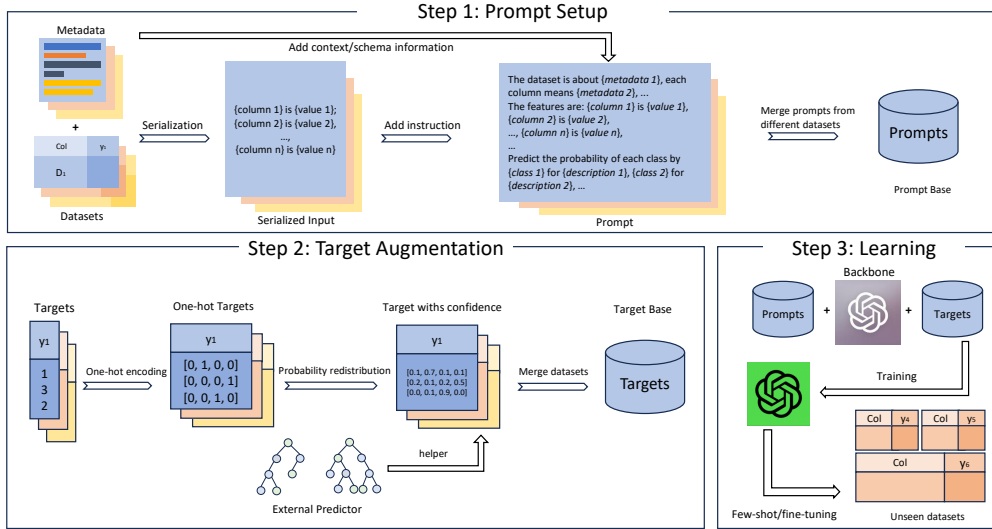 Step 1: Prompt Setup
Metadata
Add context/schema information
+
Col
y1
D1
Datasets
Serialization
{column 1} is {value 1};
{column 2} is {value 2},
...,
{column n} is {value n}
Serialized Input
Add instruction
The dataset is about {metadata 1}, each
column means {metadata 2}, ...
The features are: {column 1} is {value 1},
{column 2} is {value 2},
..., {column n} is {value n},
...
Predict the probability of each class by
{class 1} for {description 1}, {class 2} for
{description 2}, ...
Prompt
Merge prompts from
different datasets
Prompts
Prompt Base
Step 2: Target Augmentation
Targets
y1
1
3
2
One-hot encoding
One-hot Targets
y1
[0, 1, 0, 0]
[0, 0, 0, 1]
[0, 0, 1, 0]
Probability redistribution
Target withs confidence
y1
[0.1, 0.7, 0.1, 0.1]
[0.2, 0.1, 0.2, 0.5]
[0.0, 0.1, 0.9, 0.0]
Merge datasets
Target Base
Targets
helper
External Predictor
Step 3: Learning
Backbone
Prompts
+
+
Targets
Training
Col
y4
Col
y5
Col
y6
Few-shot/fine-tuning
Unseen datasets